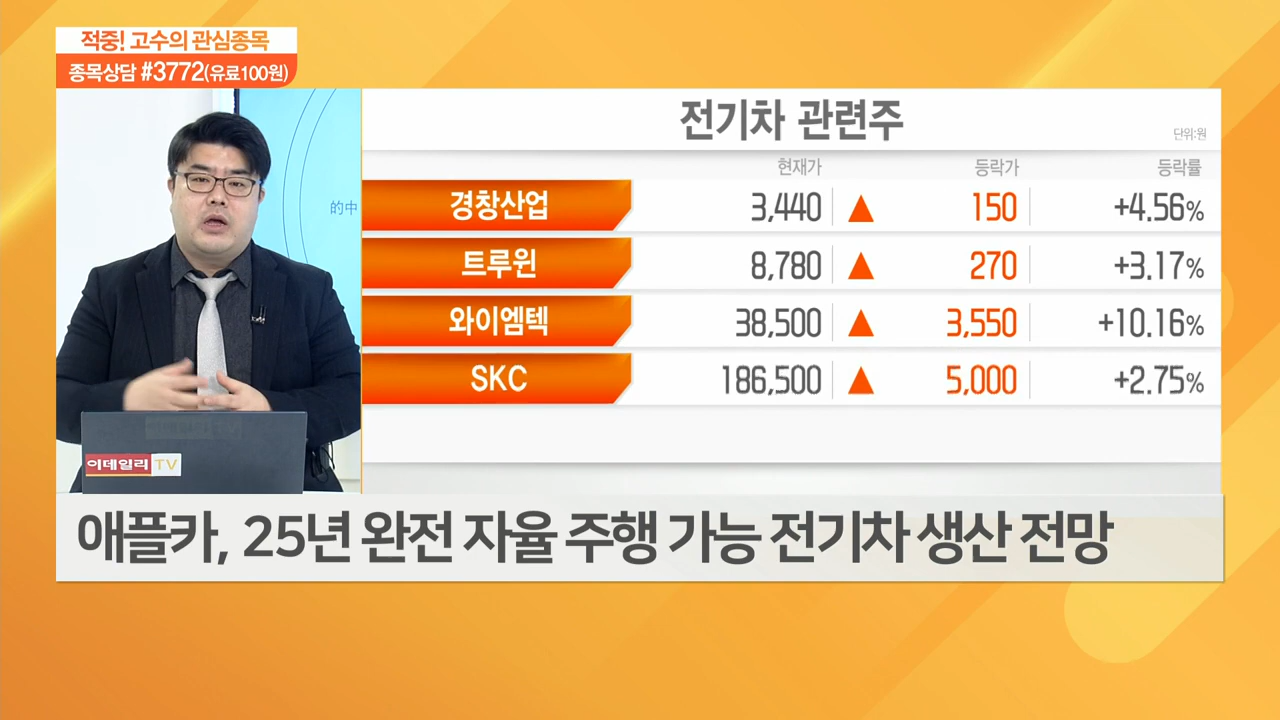 적중! 고수의 관심종목
종목상담 #3772(유료100원)
的中
전기차 관련주
단위:원
현재가 등락가 등락률
경창산업 3,440 ▲ 150 +4.56%
트루윈 8,780 ▲ 270 +3.17%
와이엠텍 38,500 ▲ 3,550 +10.16%
SKC 186,500 ▲ 5,000 +2.75%
이데일리 TV
애플카, 25년 완전 자율 주행 가능 전기차 생산 전망